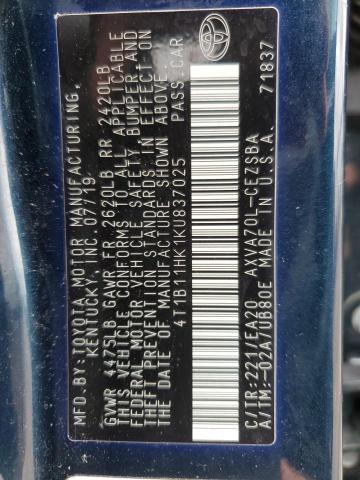 MFD.BY:TOYOTA MOTOR MANUFACTURING,
KENTUCKY, INC.07/19
GVWR 4475LB GAWR FR 2620LB RR 2420LB
THIS VEHICLE CONFORMS TO ALL APPLICABLE
FEDERAL MOTOR VEHICLE SAFETY, BUMPER, AND
THEFT PREVENTION STANDARDS IN EFFECT ON
THE DATE OF MANUFACTURE SHOWN ABOVE.
4T1B11HK1KU837025 PASS.CAR
C/TR:221/EA20 AXVA70L-CEZSBA
A/TM:-02A/UB80E MADE IN U.S.A. 71837